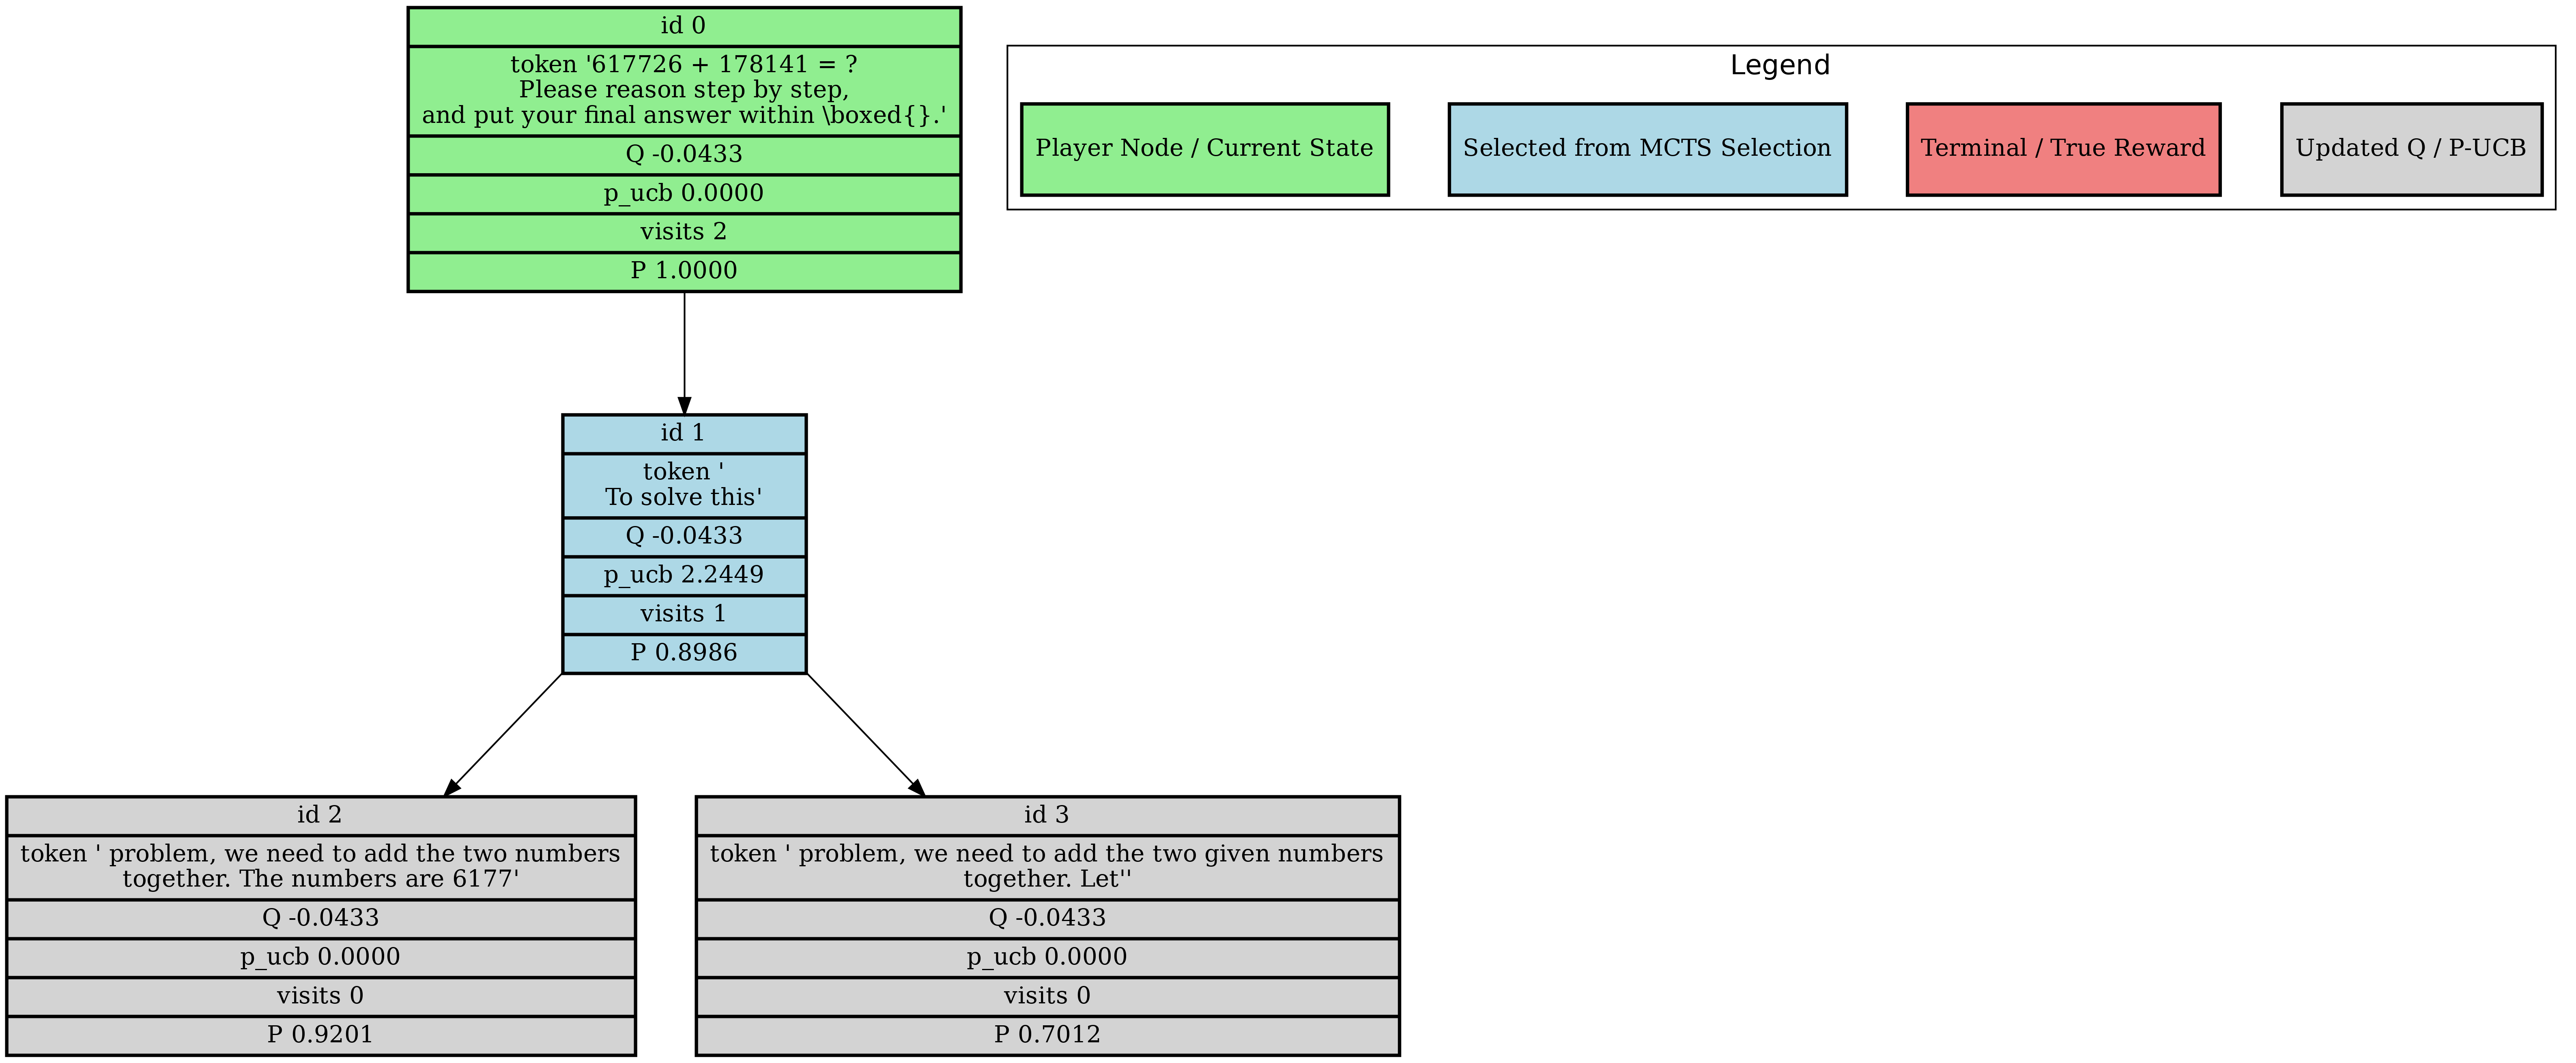 id 0
token '617726 + 178141 = ?
Please reason step by step,
and put your final answer within \boxed{}.'
Q -0.0433
p_ucb 0.0000
visits 2
P 1.0000
Legend
Player Node / Current State
Selected from MCTS Selection
Terminal / True Reward
Updated Q / P-UCB
id 1
token '
To solve this'
Q -0.0433
p_ucb 2.2449
visits 1
P 0.8986
id 2
token ' problem, we need to add the two numbers
together. The numbers are 6177'
Q -0.0433
p_ucb 0.0000
visits 0
P 0.9201
id 3
token ' problem, we need to add the two given numbers
together. Let''
Q -0.0433
p_ucb 0.0000
visits 0
P 0.7012